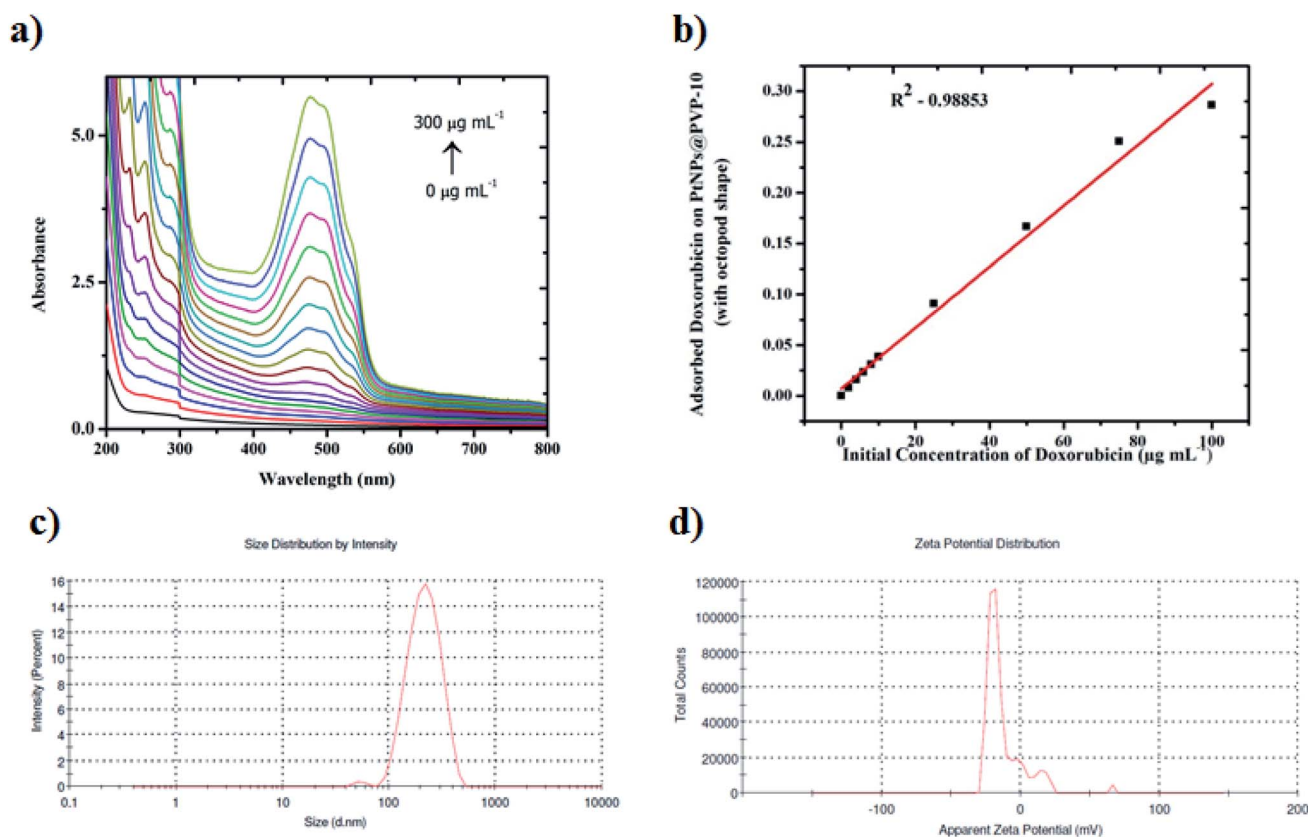 a)
Absorbance
5.0
2.5
0.0
300 µg mL-1
0 µg mL-1
200 300 400 500 600 700 800
Wavelength (nm)
b)
Adsorbed Doxorubicin on PtNPs@PVP-10
(with octopod shape)
R2 - 0.98853
0.30
0.25
0.20
0.15
0.10
0.05
0.00
0 20 40 60 80 100
Initial Concentration of Doxorubicin (µg mL-1)
c)
Size Distribution by Intensity
Intensity (Percent)
16
14
12
10
8
6
4
2
0
0.1 1 10 100 1000 10000
Size (d.nm)
d)
Zeta Potential Distribution
Total Counts
120000
100000
80000
60000
40000
20000
0
-100 0 100 200
Apparent Zeta Potential (mV)